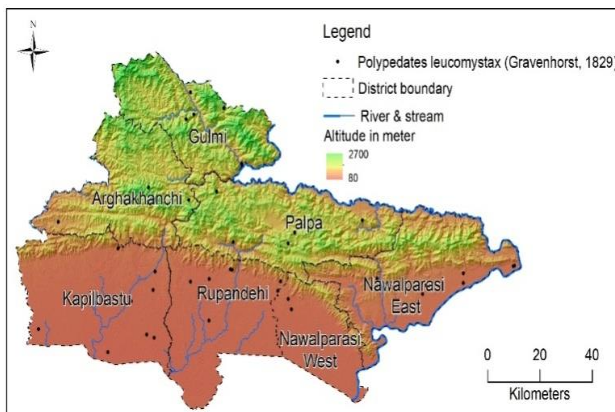 N
Legend
Polypedates leucomystax (Gravenhorst, 1829)
District boundary
River & stream
Altitude in meter
2700
80
Gulmi
Arghakhanchi
Palpa
Kapilbastu
Rupandehi
Nawalparasi
East
Nawalparasi
West
0 20 40
Kilometers